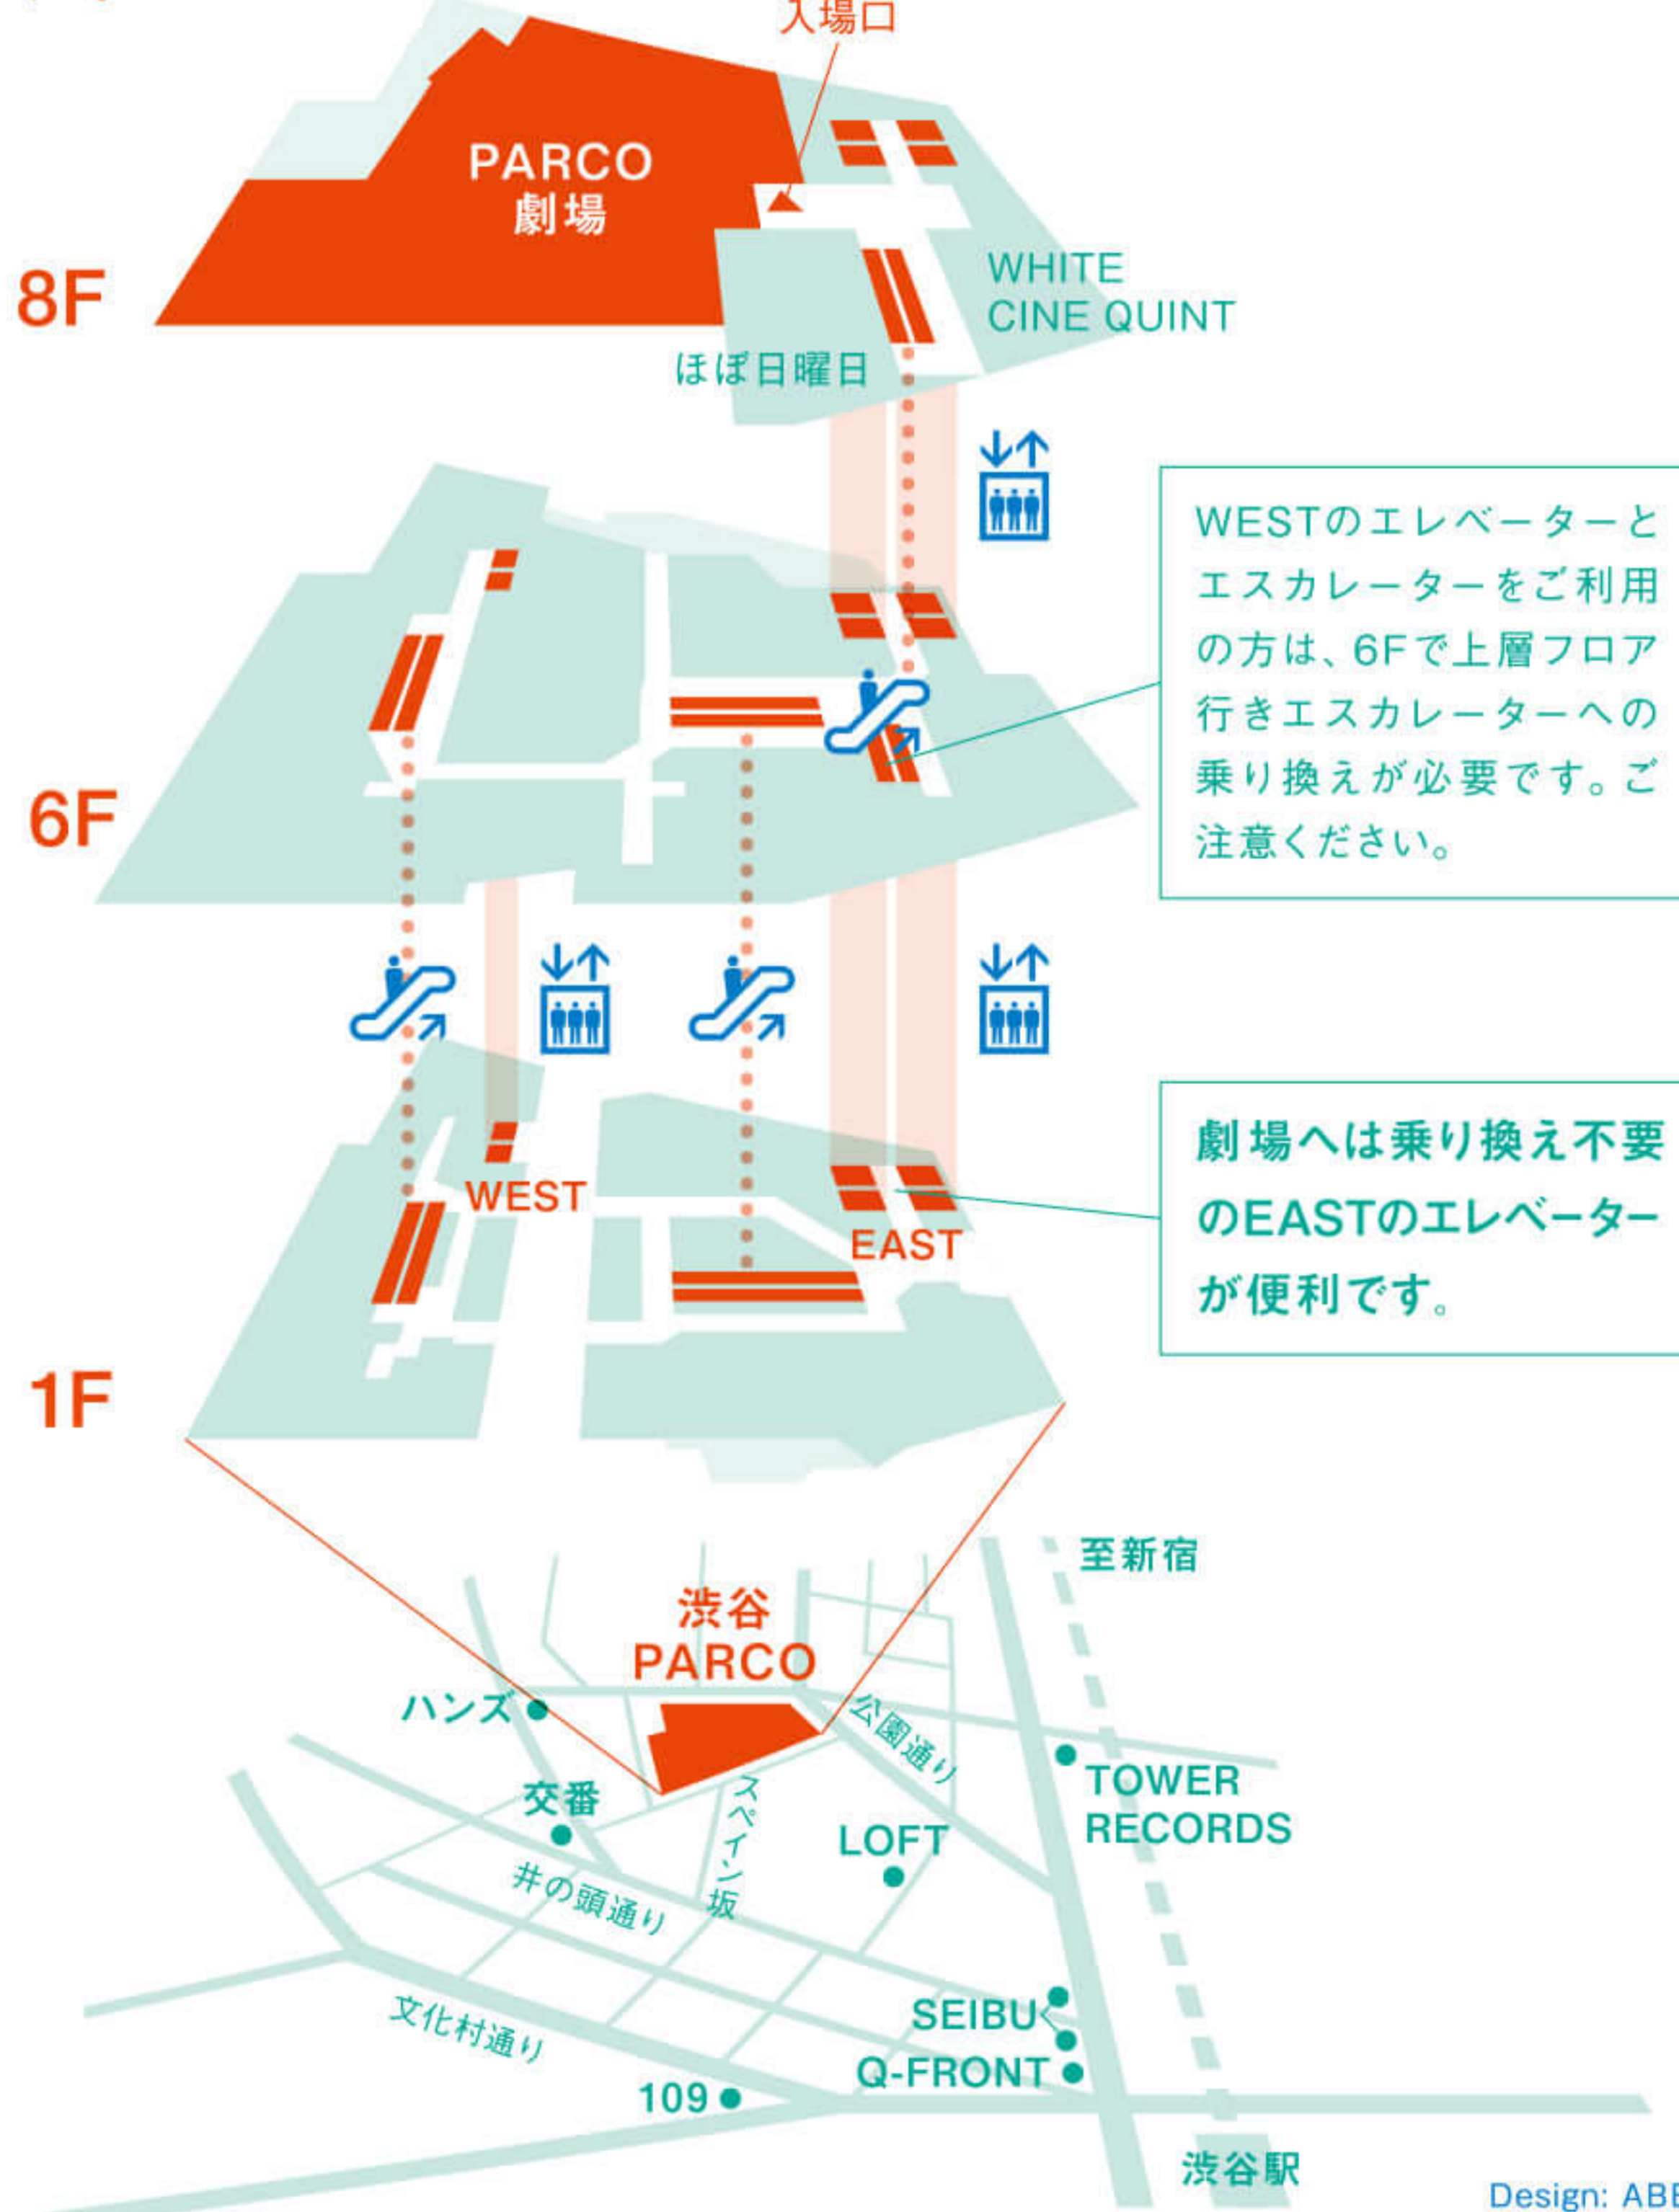 入場口
PARCO
劇場
8F
WHITE
CINE QUINT
ほぼ日曜日
WESTのエレベーターと
エスカレーターをご利用
の方は、6Fで上層フロア
行きエスカレーターへの
乗り換えが必要です。ご
注意ください。
6F
劇場へは乗り換え不要
のEASTのエレベーター
が便利です。
WEST
EAST
1F
至新宿
渋谷
PARCO
ハンズ
公園通り
交番
スペイン坂
TOWER
RECORDS
LOFT
井の頭通り
文化村通り
SEIBU
Q-FRONT
109
渋谷駅
Design: